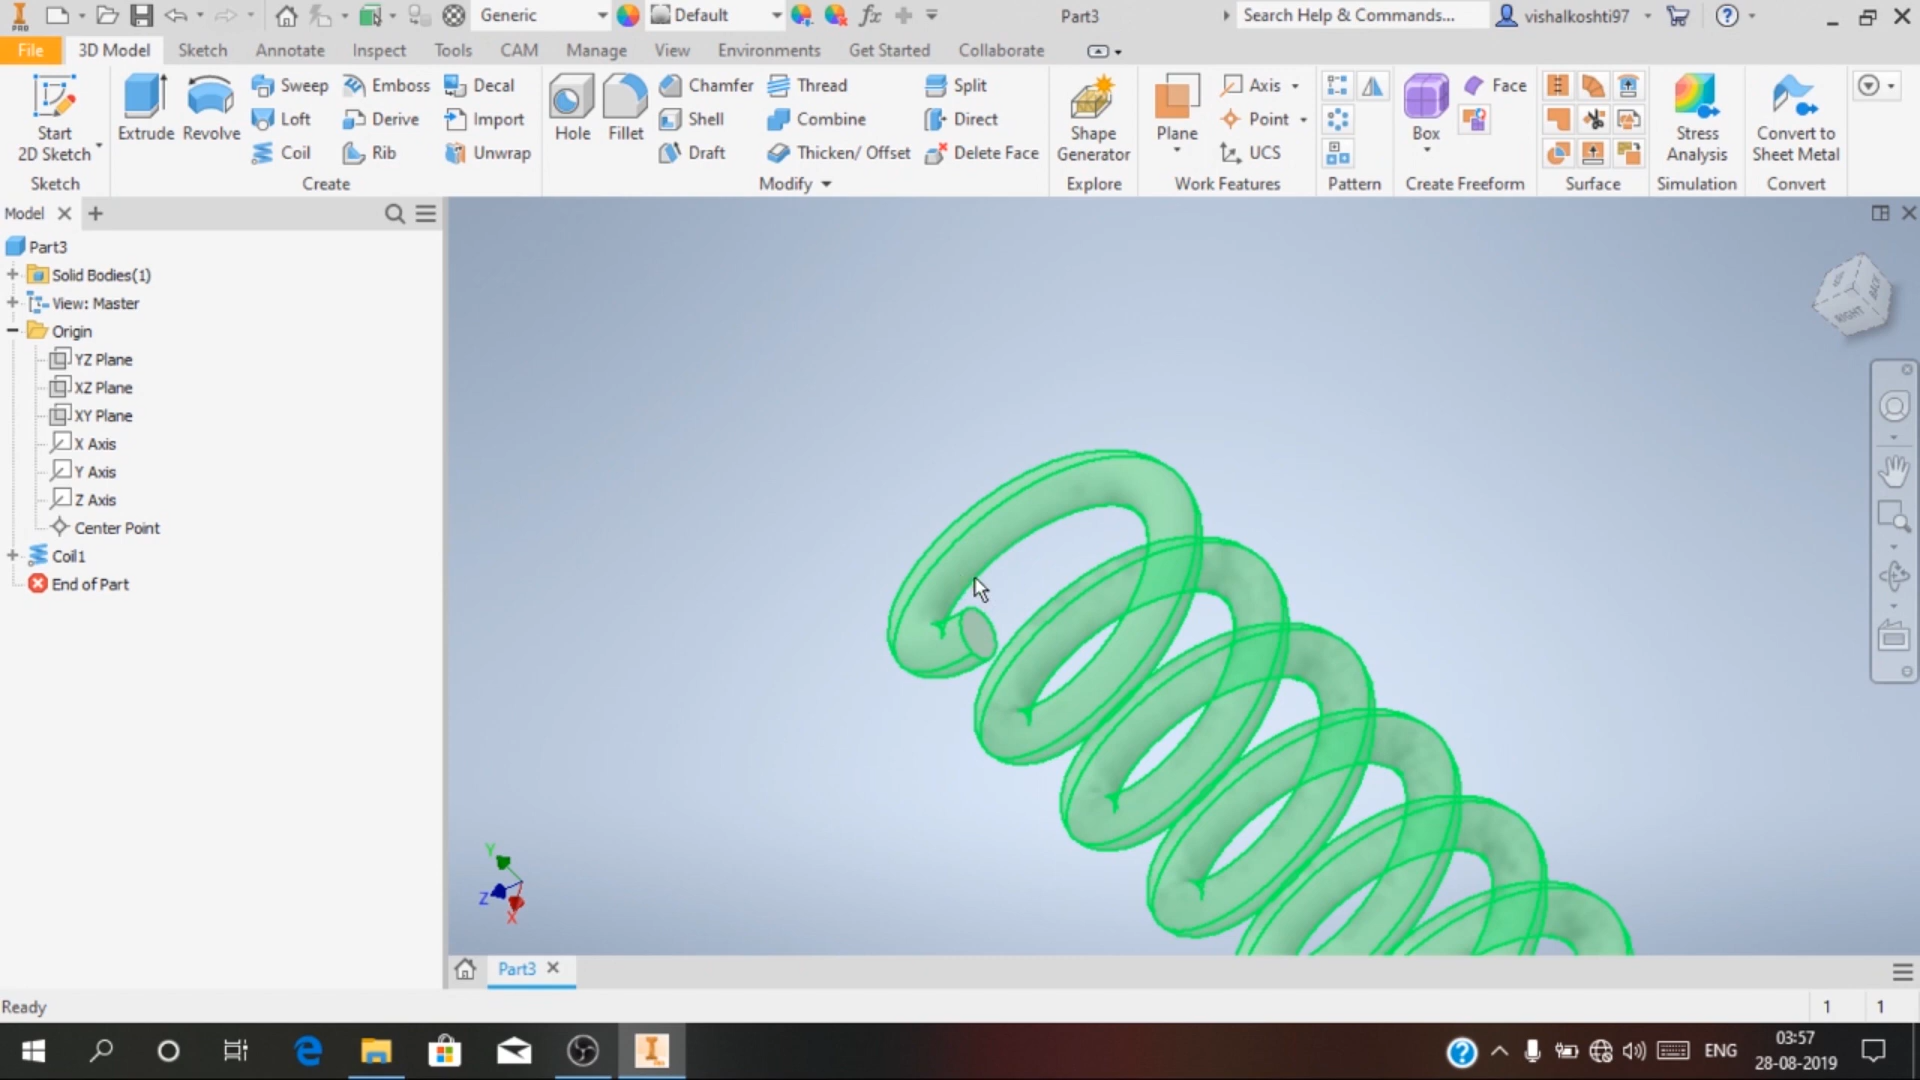 Generic
Default
Part3
Search Help & Commands...
vishalkoshti97
PRO
File
3D Model
Sketch
Annotate
Inspect
Tools
CAM
Manage
View
Environments
Get Started
Collaborate
Start
2D Sketch
Extrude
Revolve
Sweep
Emboss
Decal
Loft
Derive
Import
Coil
Rib
Unwrap
Hole
Fillet
Chamfer
Thread
Split
Shell
Combine
Direct
Draft
Thicken/ Offset
Delete Face
Shape
Generator
Plane
Axis
Point
UCS
Box
Face
Stress
Analysis
Convert to
Sheet Metal
Sketch
Create
Modify
Explore
Work Features
Pattern
Create Freeform
Surface
Simulation
Convert
Model
Part3
Solid Bodies(1)
View: Master
Origin
YZ Plane
XZ Plane
XY Plane
X Axis
Y Axis
Z Axis
Center Point
Coil1
End of Part
RIGHT
BACK
Y
Z
X
Part3
Ready
1
1
ENG
03:57
28-08-2019